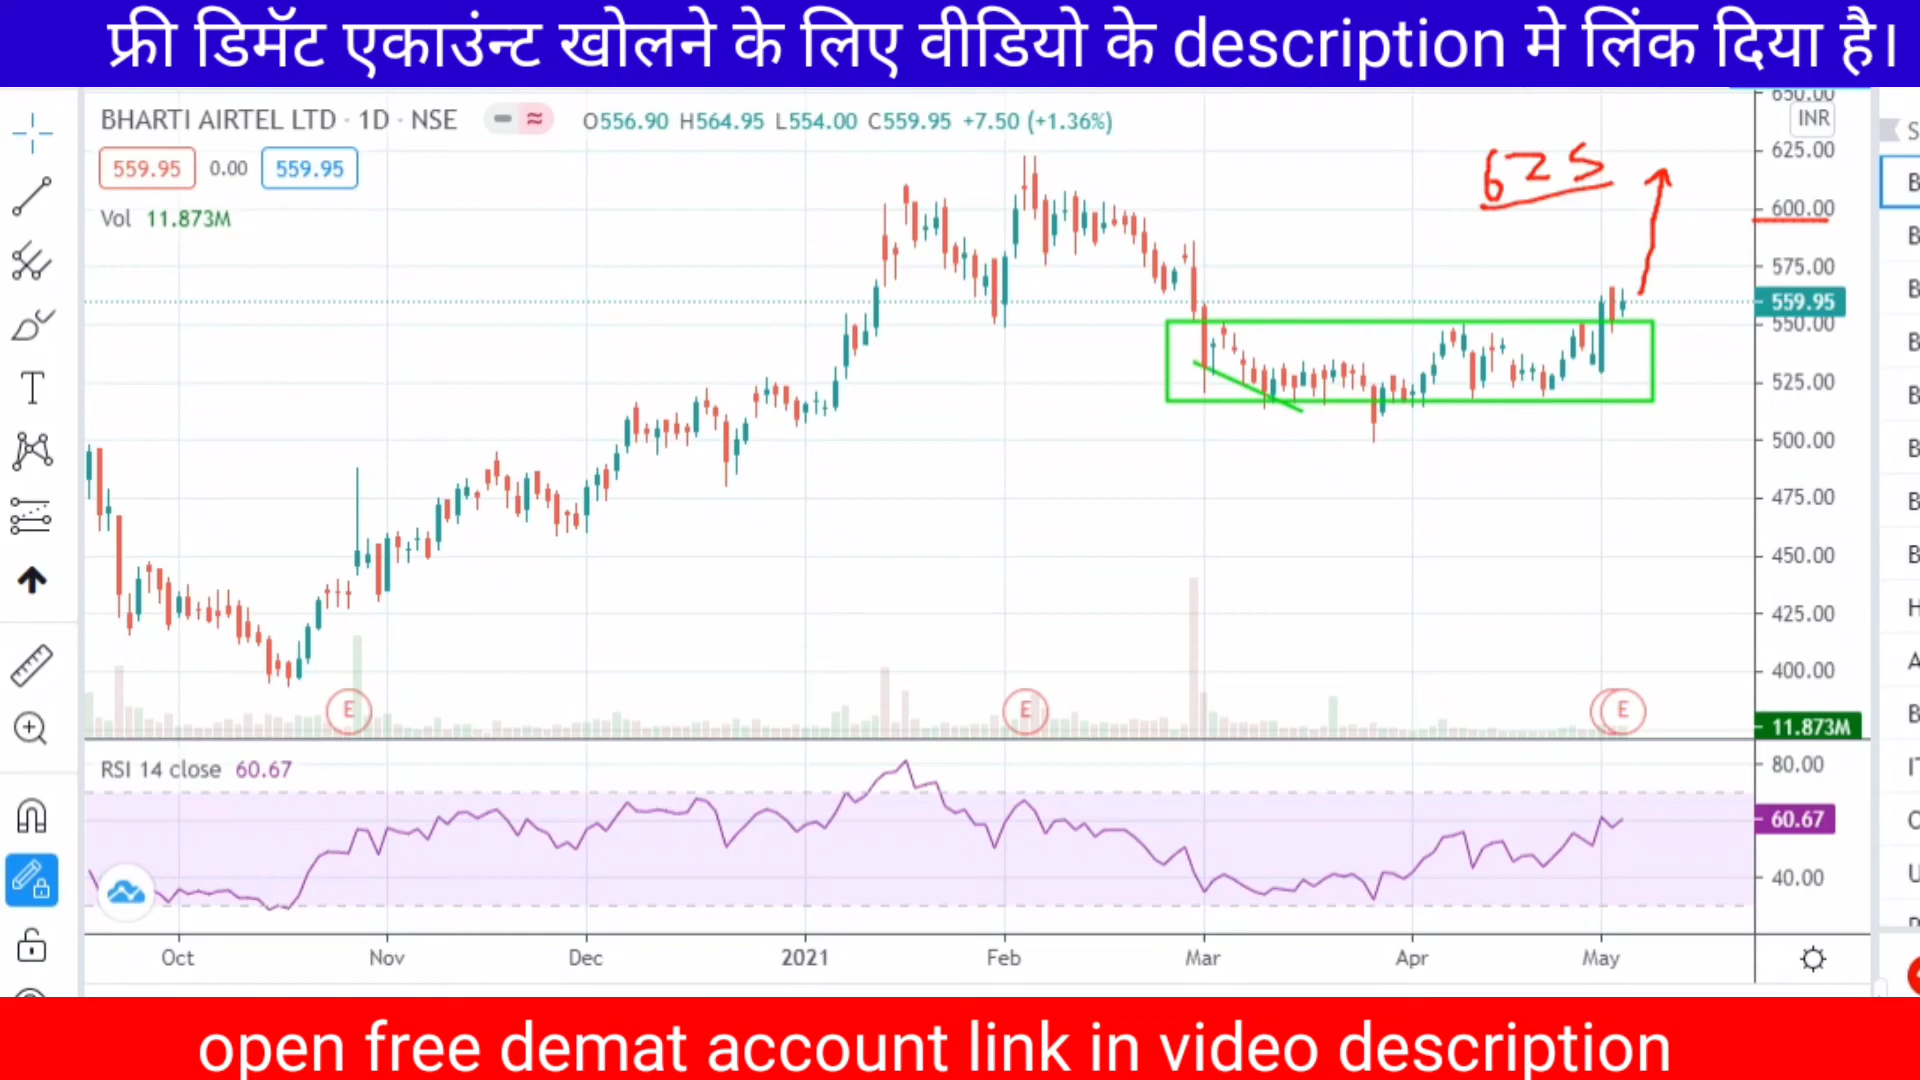 फ्री डिमॅट एकाउंन्ट खोलने के लिए वीडियो के description मे लिंक दिया है।
BHARTI AIRTEL LTD · 1D · NSE
O556.90 H564.95 L554.00 C559.95 +7.50 (+1.36%)
650.00
INR
559.95 0.00 559.95
Vol 11.873M
625
625.00
600.00
575.00
559.95
550.00
525.00
500.00
475.00
450.00
425.00
400.00
E
E
E
11.873M
RSI 14 close 60.67
80.00
60.67
40.00
Oct Nov Dec 2021 Feb Mar Apr May
open free demat account link in video description